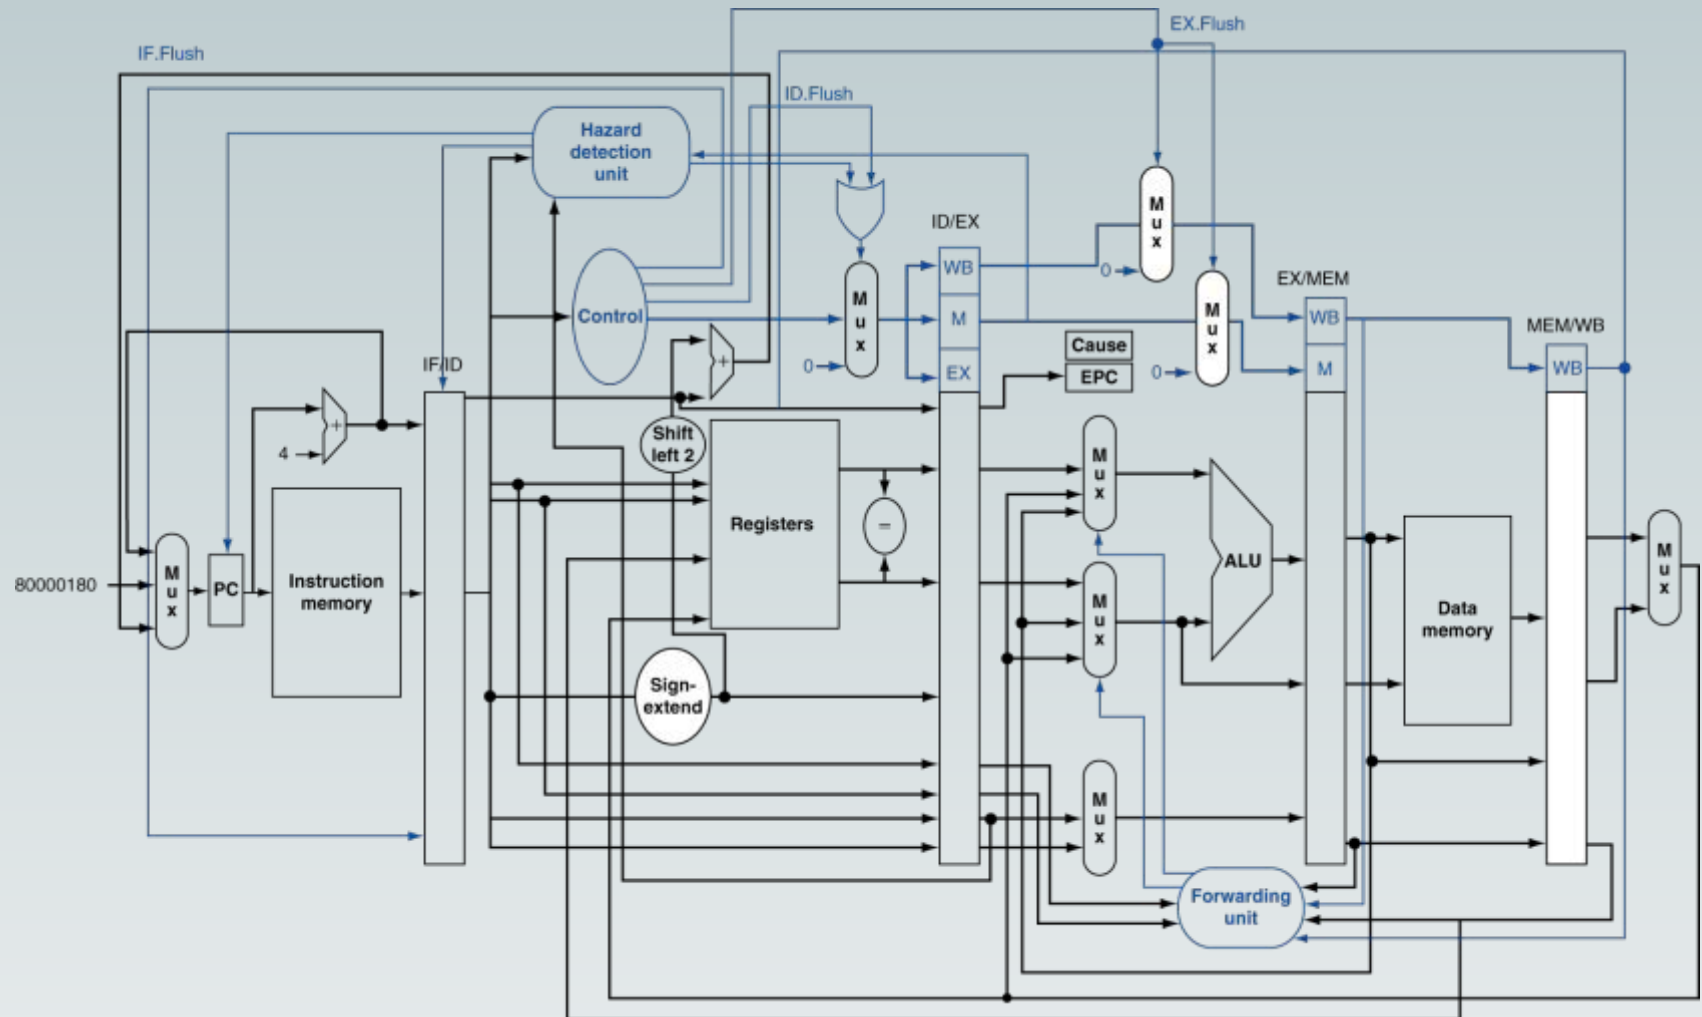 IF.Flush
EX.Flush
ID.Flush
Hazard
detection
unit
M
u
x
ID/EX
WB
0
EX/MEM
Control
M
u
x
M
M
u
x
WB
MEM/WB
Cause
IF/ID
+
0
EX
EPC
0
M
WB
+
4
Shift
left 2
M
u
x
Registers
=
M
u
x
80000180
PC
Instruction
memory
ALU
M
u
x
M
u
x
Data
memory
Sign-
extend
M
u
x
Forwarding
unit